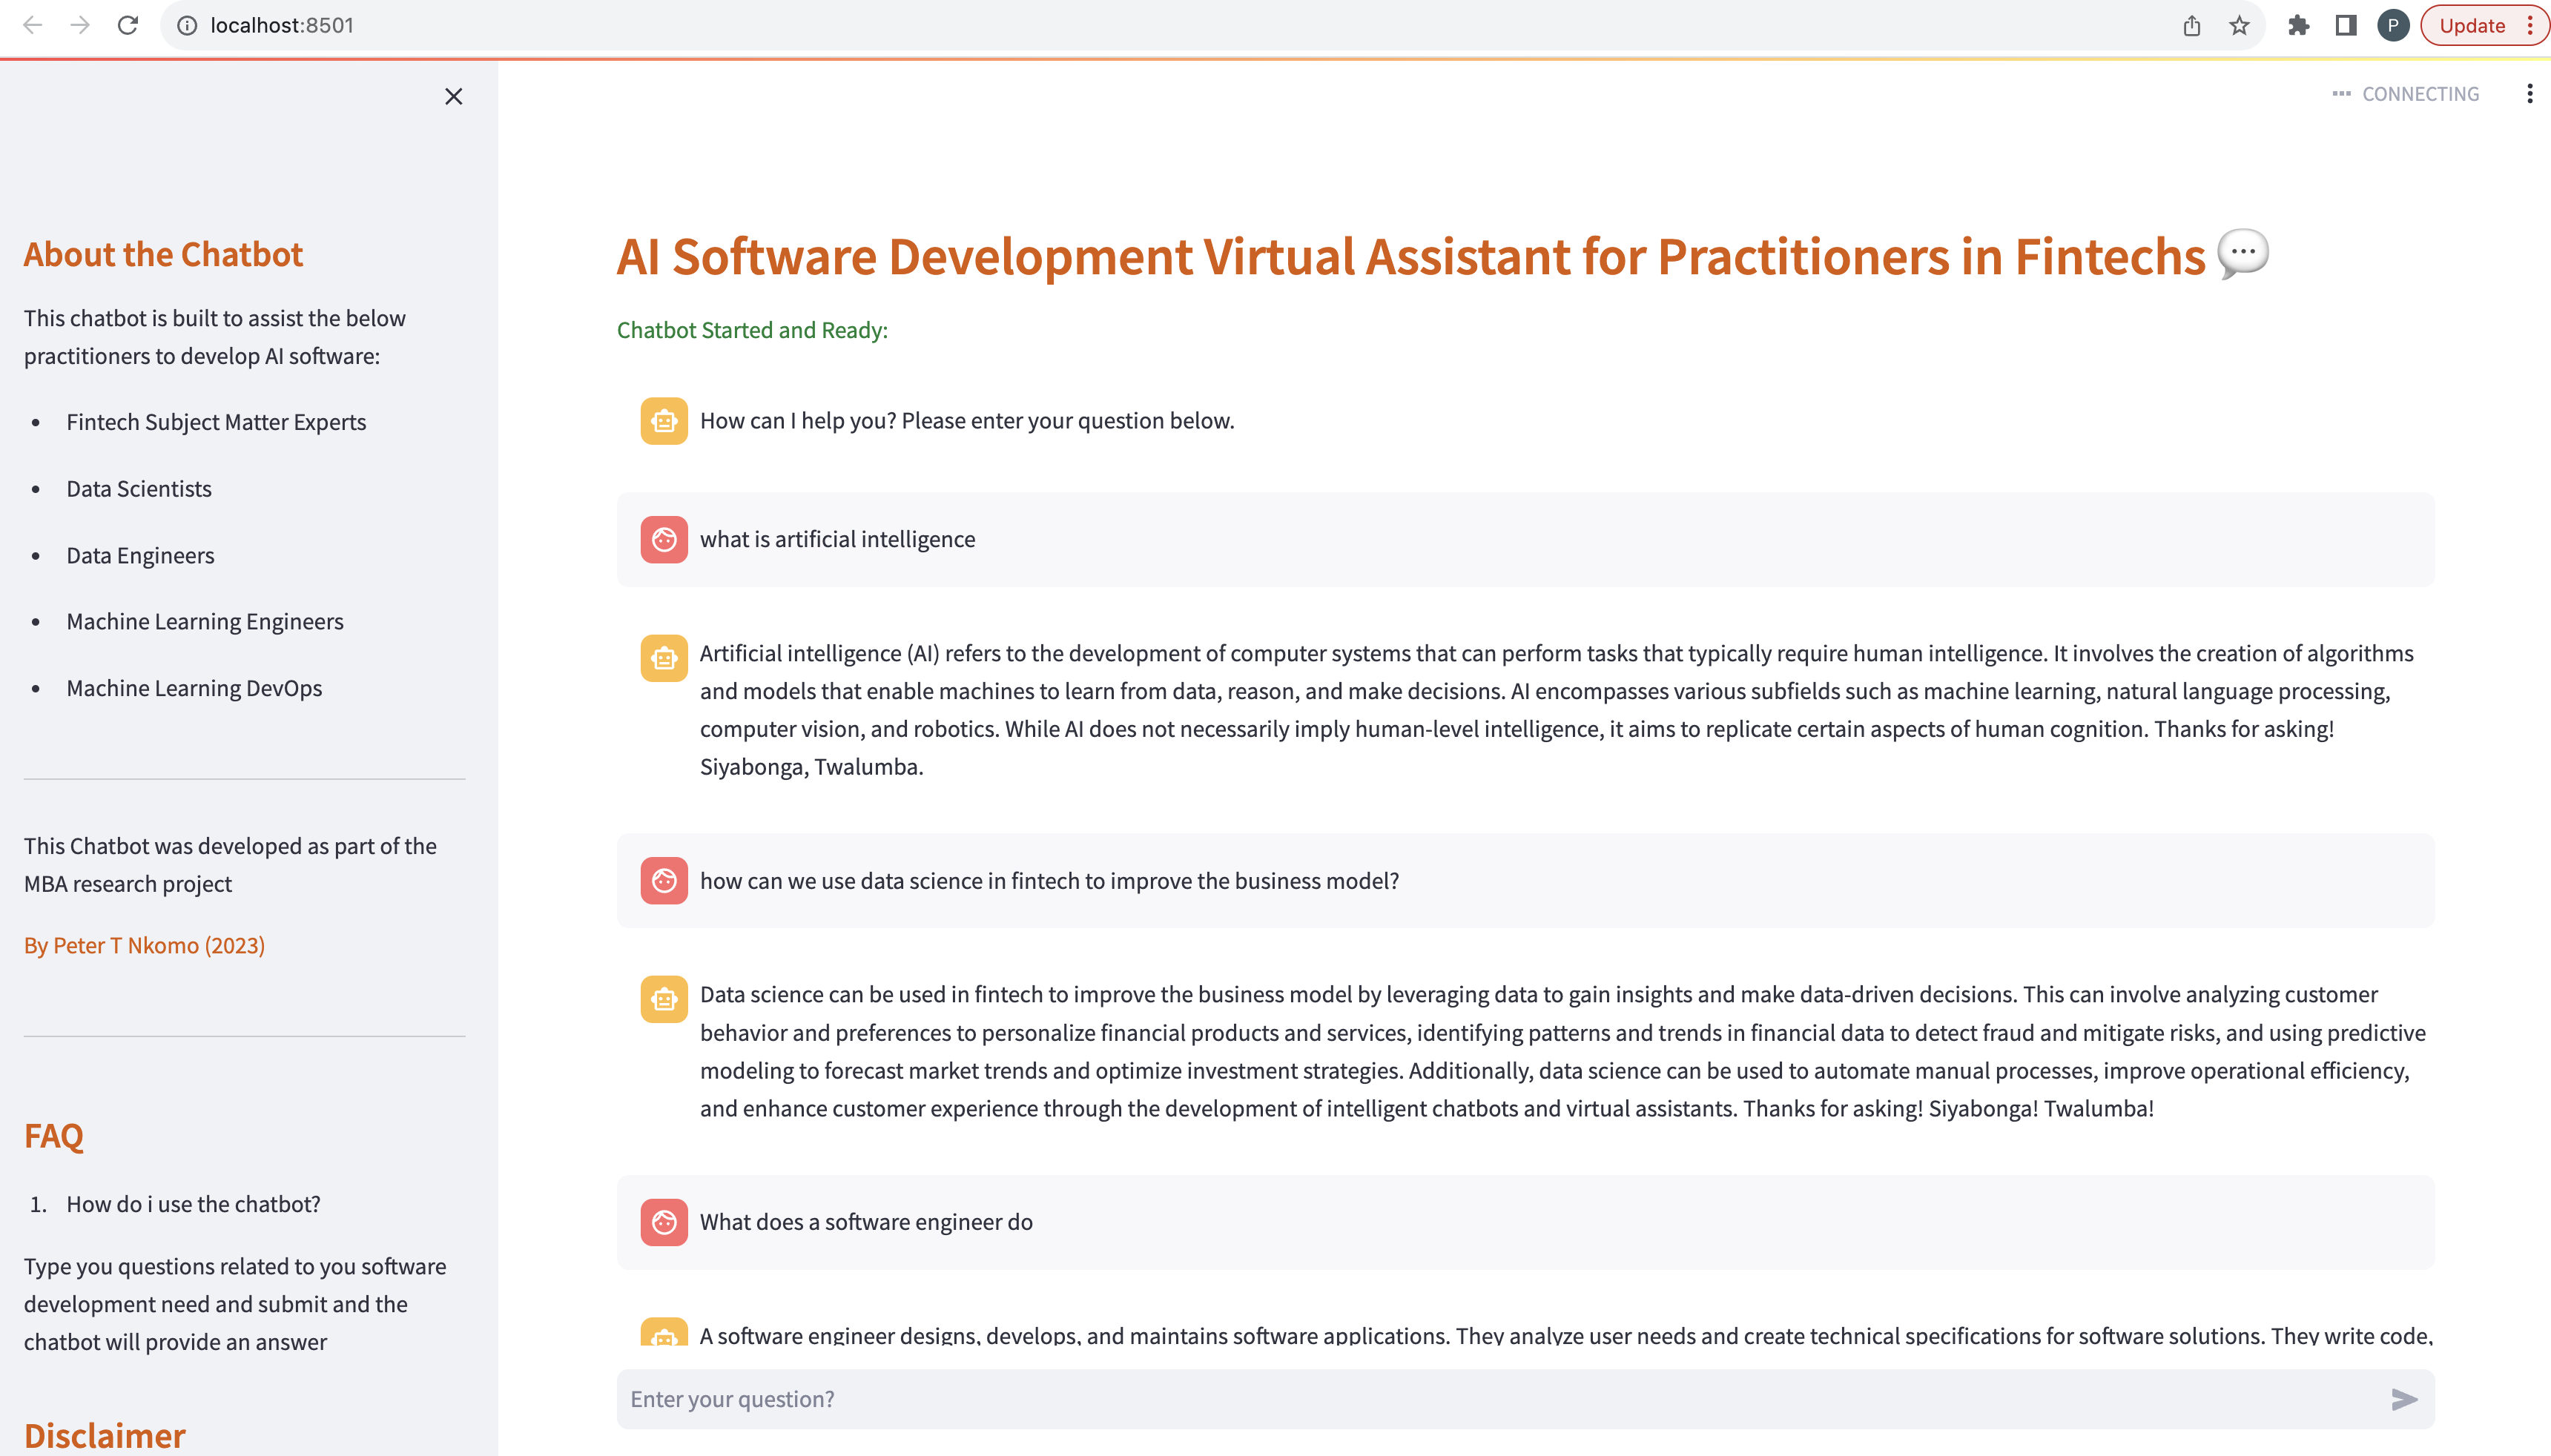 localhost:8501
P
Update
CONNECTING
About the Chatbot
This chatbot is built to assist the below
practitioners to develop AI software:
• Fintech Subject Matter Experts
• Data Scientists
• Data Engineers
• Machine Learning Engineers
• Machine Learning DevOps
This Chatbot was developed as part of the
MBA research project
By Peter T Nkomo (2023)
FAQ
1. How do i use the chatbot?
Type you questions related to you software
development need and submit and the
chatbot will provide an answer
Disclaimer
AI Software Development Virtual Assistant for Practitioners in Fintechs 💬
Chatbot Started and Ready:
How can I help you? Please enter your question below.
what is artificial intelligence
Artificial intelligence (AI) refers to the development of computer systems that can perform tasks that typically require human intelligence. It involves the creation of algorithms
and models that enable machines to learn from data, reason, and make decisions. AI encompasses various subfields such as machine learning, natural language processing,
computer vision, and robotics. While AI does not necessarily imply human-level intelligence, it aims to replicate certain aspects of human cognition. Thanks for asking!
Siyabonga, Twalumba.
how can we use data science in fintech to improve the business model?
Data science can be used in fintech to improve the business model by leveraging data to gain insights and make data-driven decisions. This can involve analyzing customer
behavior and preferences to personalize financial products and services, identifying patterns and trends in financial data to detect fraud and mitigate risks, and using predictive
modeling to forecast market trends and optimize investment strategies. Additionally, data science can be used to automate manual processes, improve operational efficiency,
and enhance customer experience through the development of intelligent chatbots and virtual assistants. Thanks for asking! Siyabonga! Twalumba!
What does a software engineer do
A software engineer designs, develops, and maintains software applications. They analyze user needs and create technical specifications for software solutions. They write code,
Enter your question?